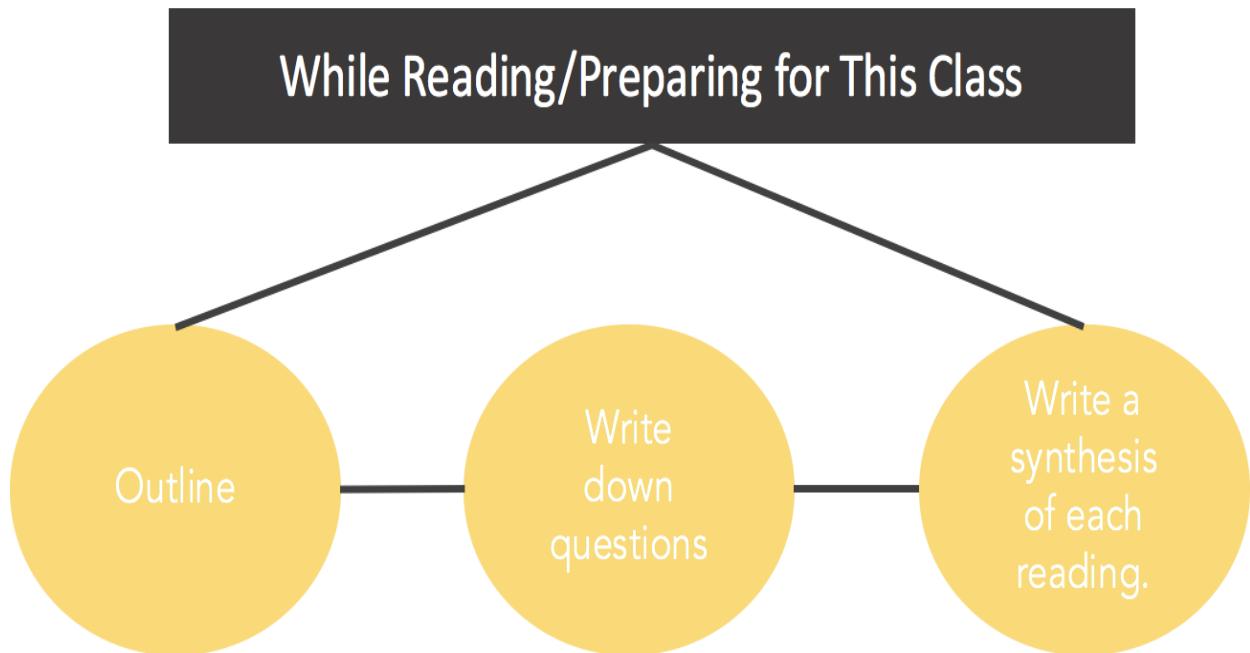 While Reading/Preparing for This Class
Outline
Write
down
questions
Write a
synthesis
of each
reading.